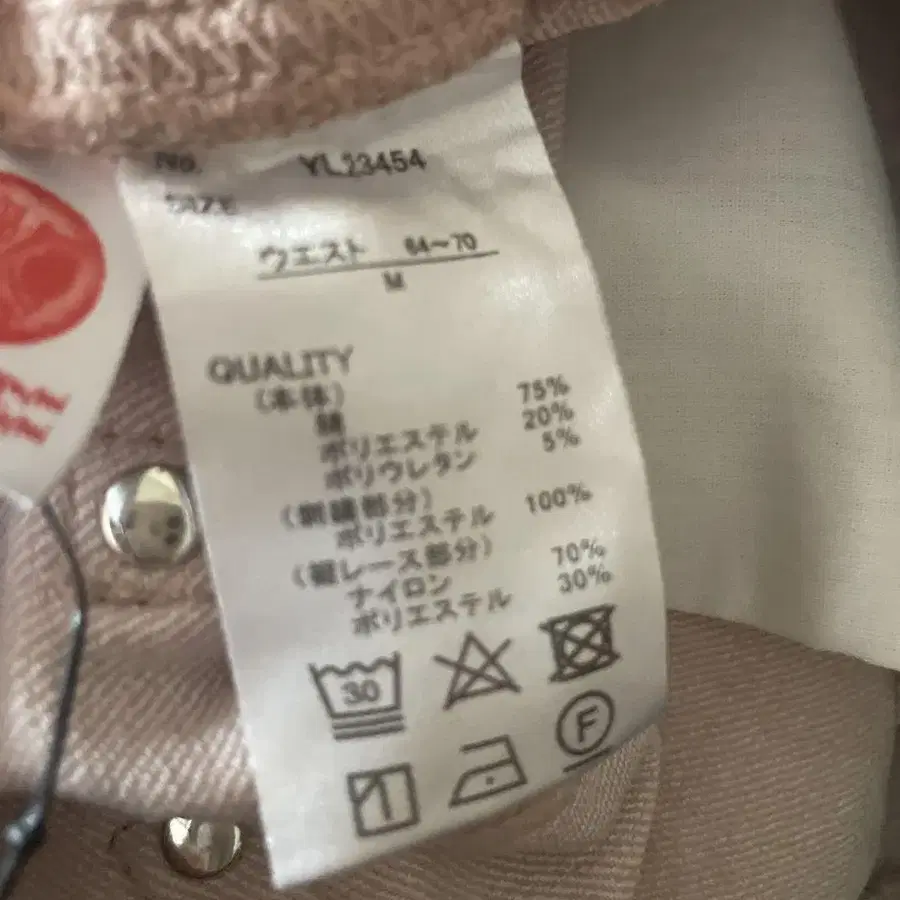 No. YL23454
SIZE
ウエスト 64〜70
M
QUALITY
(本体)
綿 75%
ポリエステル 20%
ポリウレタン 5%
(刺繍部分)
ポリエステル 100%
(裾レース部分)
ナイロン 70%
ポリエステル 30%
30
F